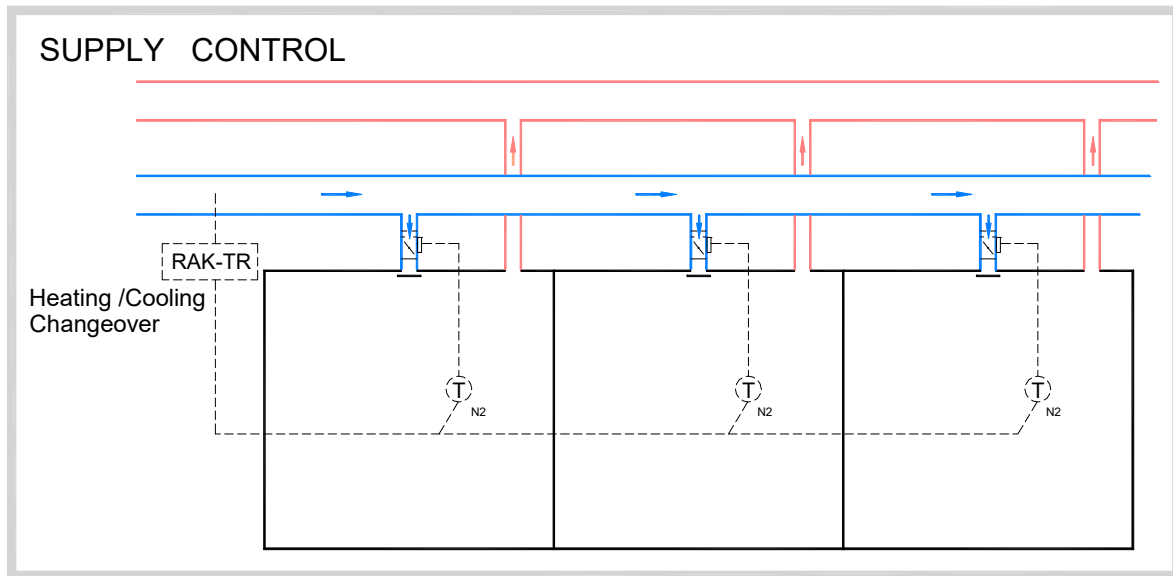 SUPPLY CONTROL
RAK-TR
Heating /Cooling
Changeover
T
N2
T
N2
T
N2